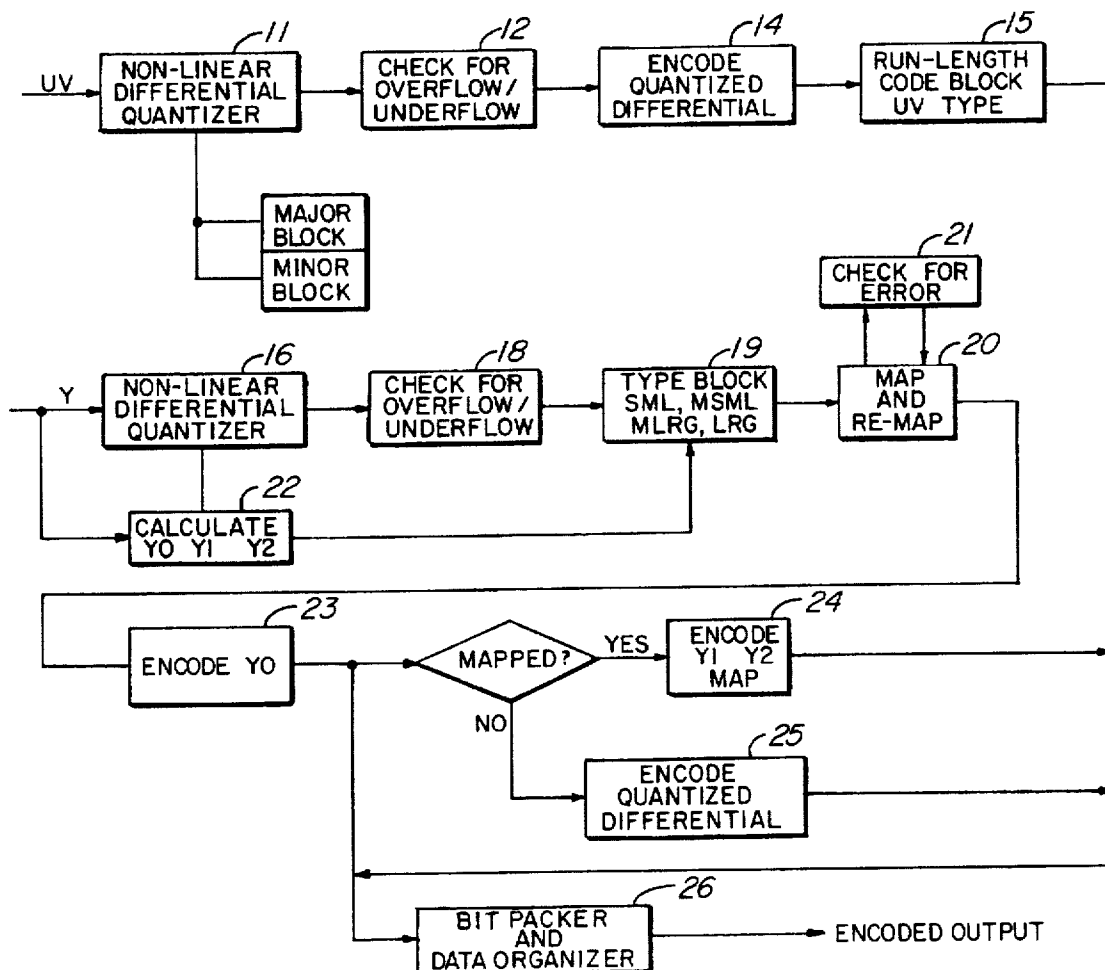 11
12
14
15
UV
NON-LINEAR
DIFFERENTIAL
QUANTIZER
CHECK FOR
OVERFLOW/
UNDERFLOW
ENCODE
QUANTIZED
DIFFERENTIAL
RUN-LENGTH
CODE BLOCK
UV TYPE
MAJOR
BLOCK
MINOR
BLOCK
21
CHECK FOR
ERROR
16
18
19
20
Y
NON-LINEAR
DIFFERENTIAL
QUANTIZER
CHECK FOR
OVERFLOW/
UNDERFLOW
TYPE BLOCK
SML, MSML
MLRG, LRG
MAP
AND
RE-MAP
22
CALCULATE
Y0 Y1 Y2
23
ENCODE Y0
MAPPED?
YES
NO
24
ENCODE
Y1 Y2
MAP
25
ENCODE
QUANTIZED
DIFFERENTIAL
26
BIT PACKER
AND
DATA ORGANIZER
ENCODED OUTPUT